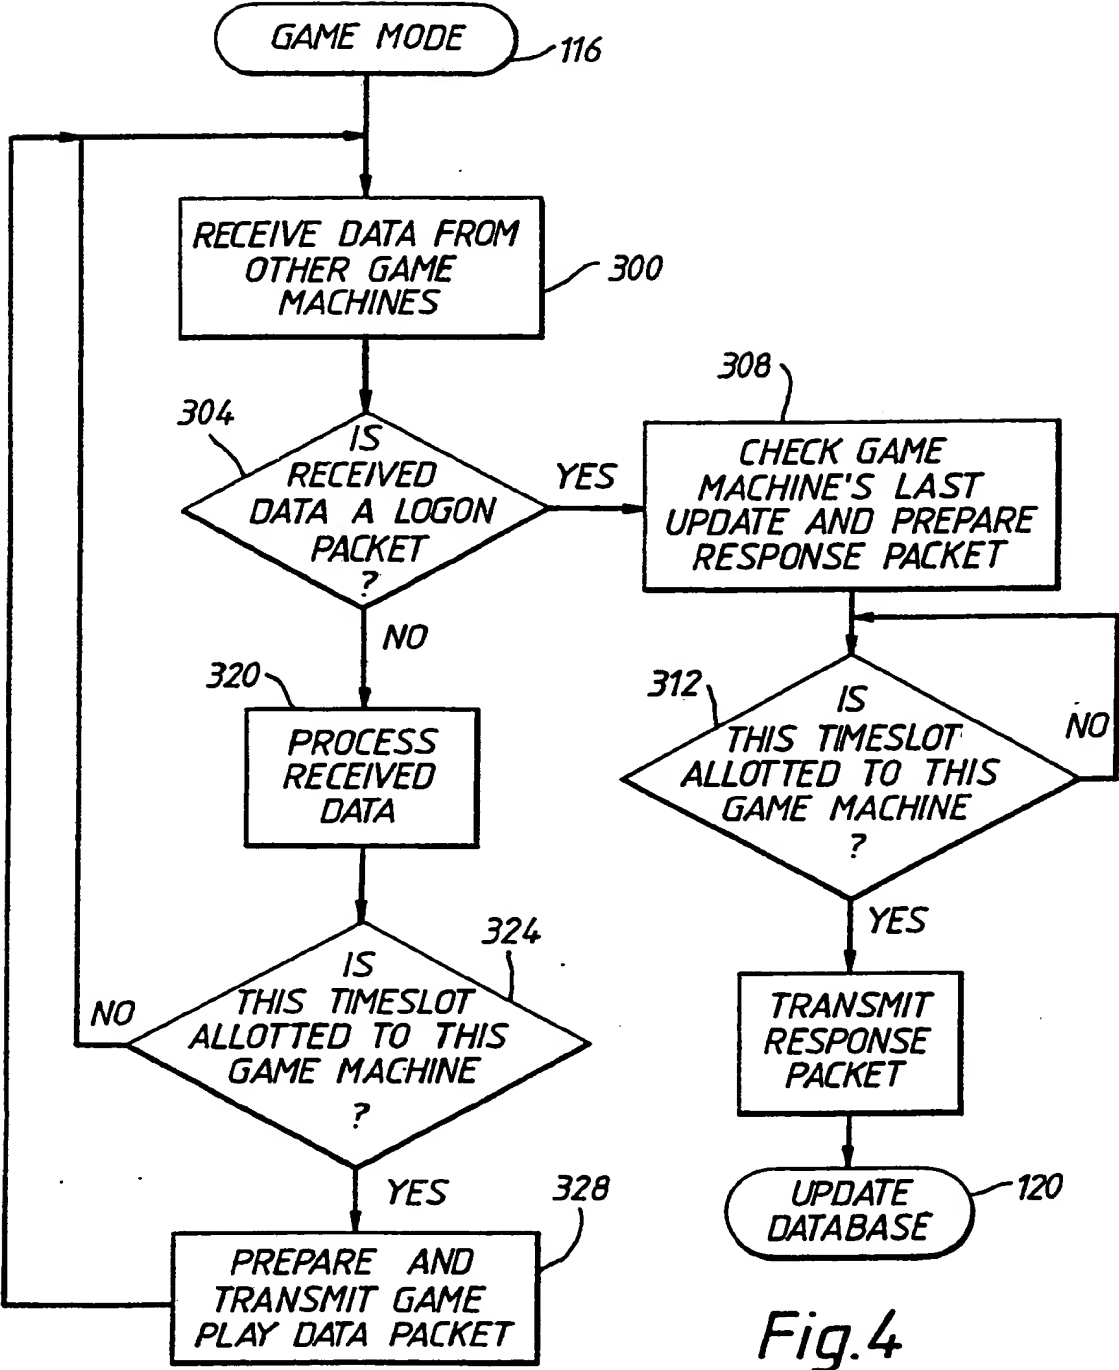 GAME MODE
116
RECEIVE DATA FROM
OTHER GAME
MACHINES
300
304
IS
RECEIVED
DATA A LOGON
PACKET
?
YES
NO
308
CHECK GAME
MACHINE'S LAST
UPDATE AND PREPARE
RESPONSE PACKET
320
PROCESS
RECEIVED
DATA
312
IS
THIS TIMESLOT
ALLOTTED TO THIS
GAME MACHINE
?
NO
YES
324
IS
THIS TIMESLOT
ALLOTTED TO THIS
GAME MACHINE
?
NO
YES
TRANSMIT
RESPONSE
PACKET
328
PREPARE AND
TRANSMIT GAME
PLAY DATA PACKET
UPDATE
DATABASE
120
Fig.4